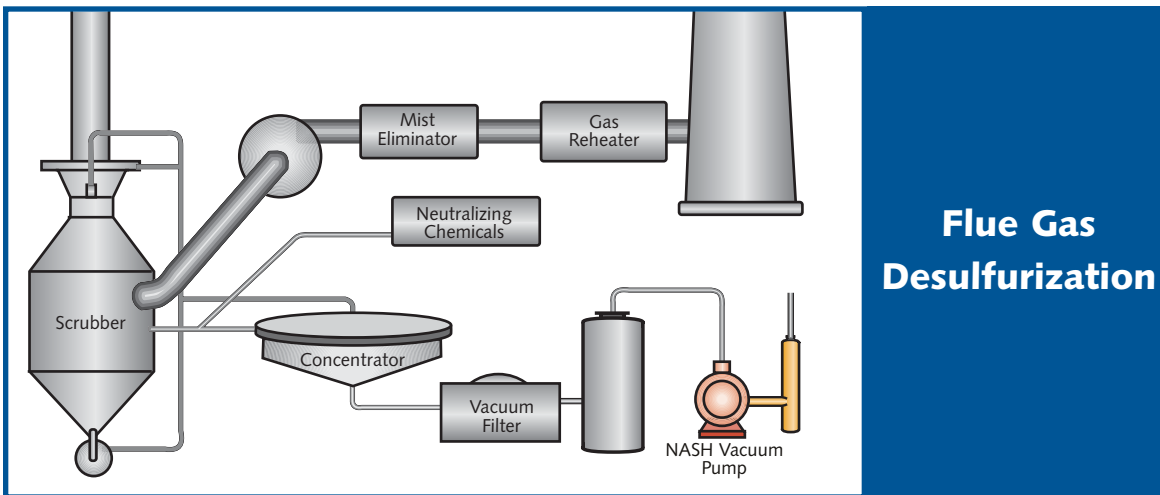 Mist
Eliminator
Gas
Reheater
Neutralizing
Chemicals
Scrubber
Concentrator
Vacuum
Filter
NASH Vacuum
Pump
Flue Gas
Desulfurization